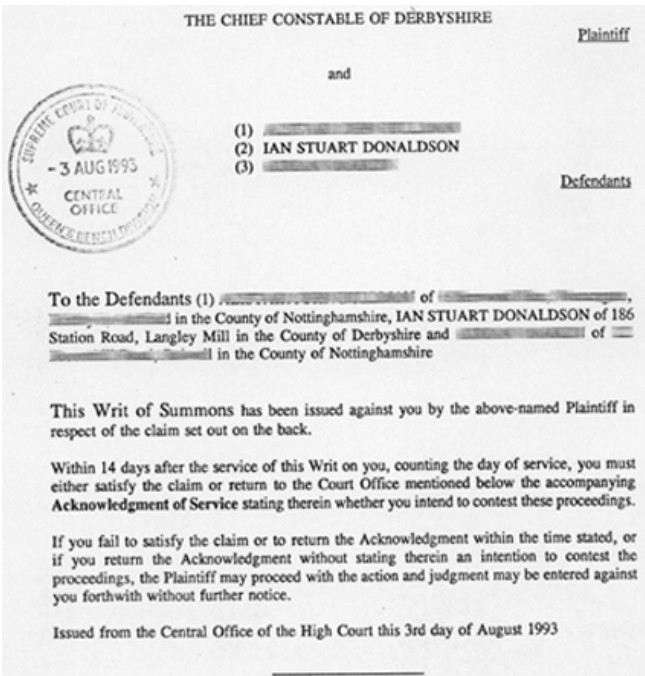 THE CHIEF CONSTABLE OF DERBYSHIRE
Plaintiff
and
SUPREME COURT OF JUDICATURE
- 3 AUG 1993
CENTRAL
OFFICE
QUEEN'S BENCH DIVISION
(1)
(2) IAN STUART DONALDSON
(3)
Defendants
To the Defendants (1) of ,
in the County of Nottinghamshire, IAN STUART DONALDSON of 186
Station Road, Langley Mill in the County of Derbyshire and of
in the County of Nottinghamshire
This Writ of Summons has been issued against you by the above-named Plaintiff in
respect of the claim set out on the back.
Within 14 days after the service of this Writ on you, counting the day of service, you must
either satisfy the claim or return to the Court Office mentioned below the accompanying
Acknowledgment of Service stating therein whether you intend to contest these proceedings.
If you fail to satisfy the claim or to return the Acknowledgment within the time stated, or
if you return the Acknowledgment without stating therein an intention to contest the
proceedings, the Plaintiff may proceed with the action and judgment may be entered against
you forthwith without further notice.
Issued from the Central Office of the High Court this 3rd day of August 1993